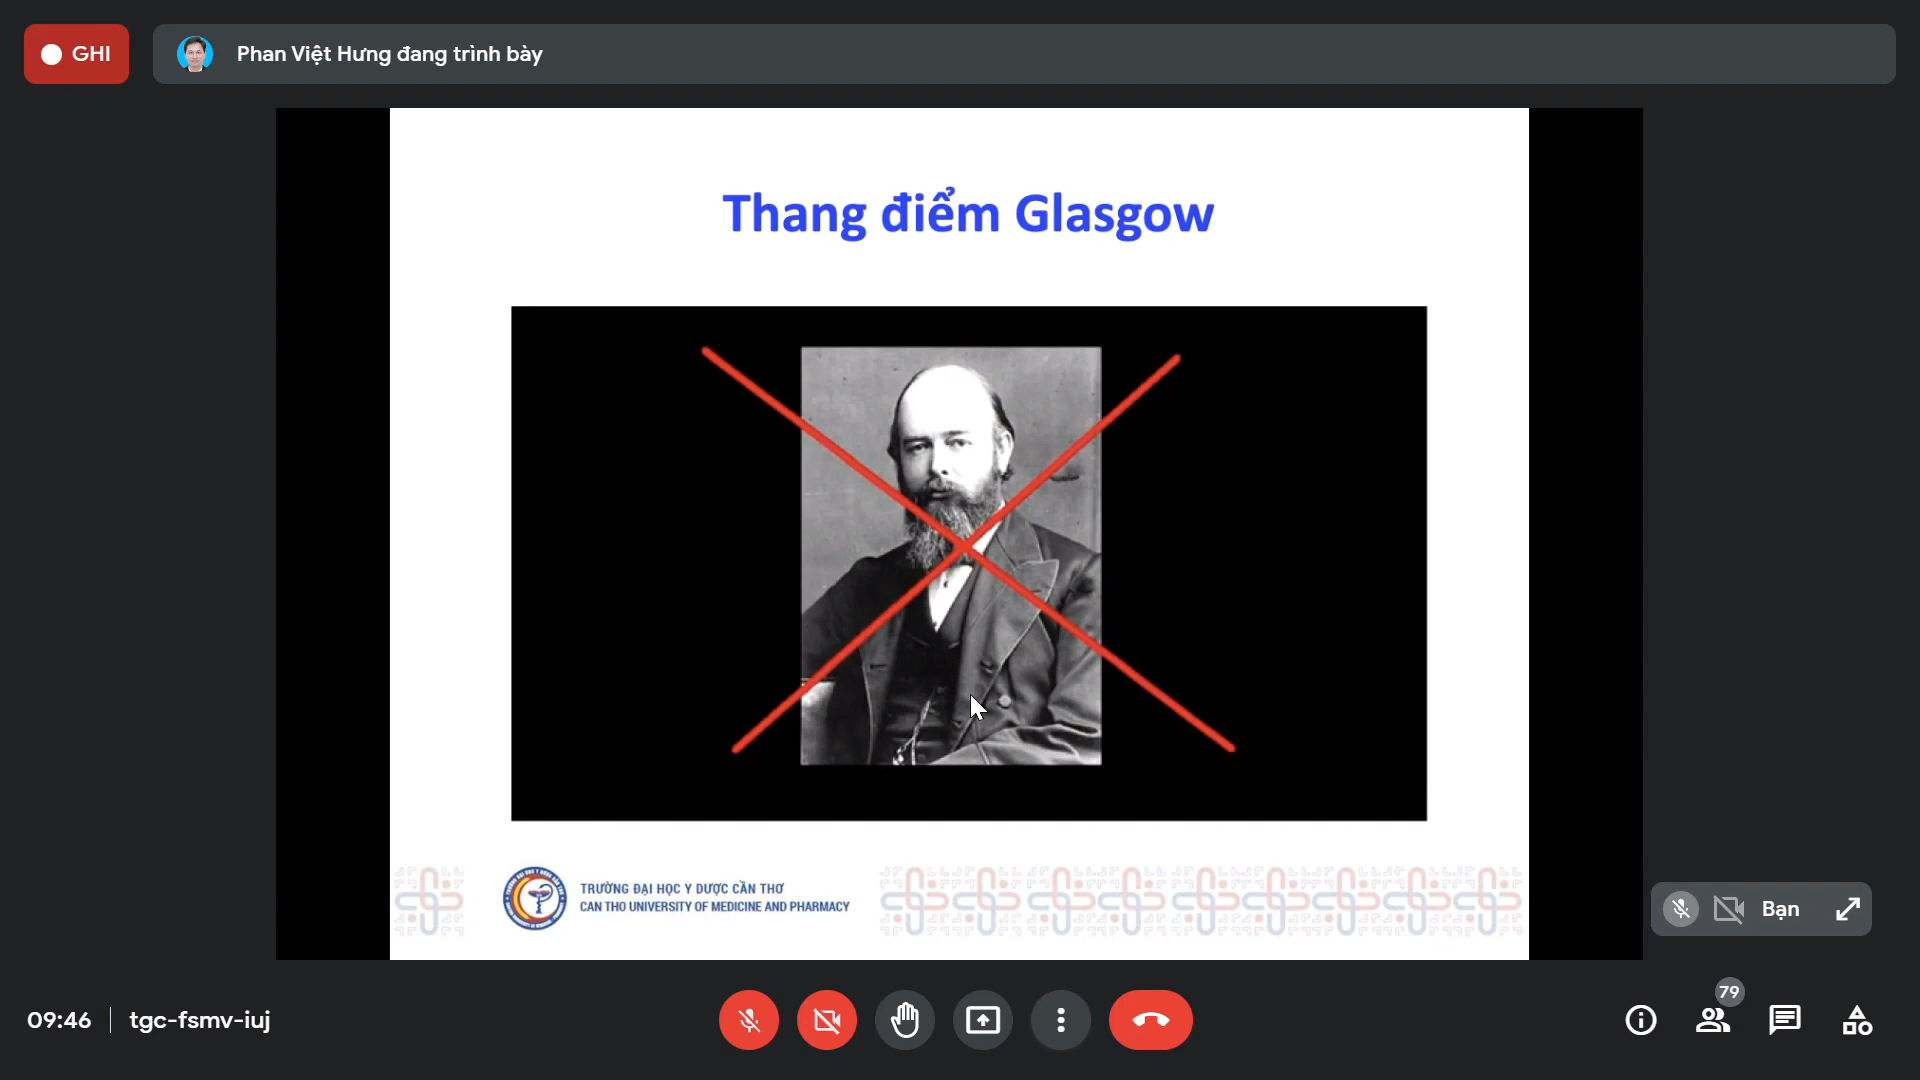 GHI
Phan Việt Hưng đang trình bày
Thang điểm Glasgow
TRƯỜNG ĐẠI HỌC Y DƯỢC CẦN THƠ
CAN THO UNIVERSITY OF MEDICINE AND PHARMACY
Bạn
79
09:46
tgc-fsmv-iuj